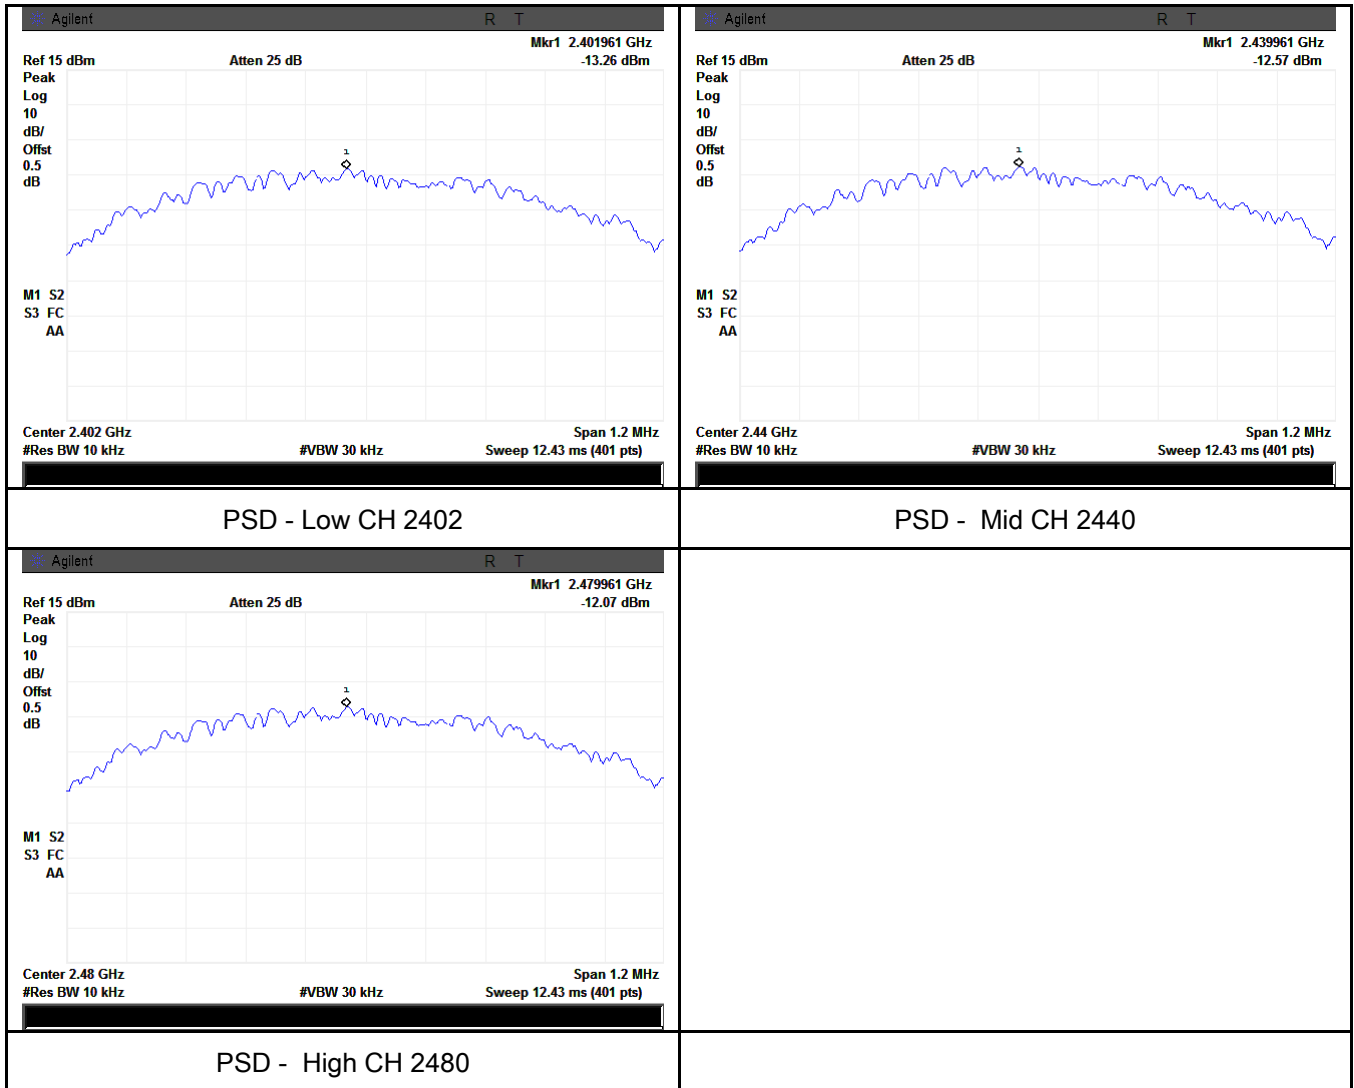 Agilent R T
Mkr1 2.401961 GHz
Ref 15 dBm Atten 25 dB -13.26 dBm
Peak
Log
10
dB/
Offst
0.5
dB
1
M1 S2
S3 FC
AA
Center 2.402 GHz Span 1.2 MHz
#Res BW 10 kHz #VBW 30 kHz Sweep 12.43 ms (401 pts)
PSD - Low CH 2402
Agilent R T
Mkr1 2.439961 GHz
Ref 15 dBm Atten 25 dB -12.57 dBm
Peak
Log
10
dB/
Offst
0.5
dB
1
M1 S2
S3 FC
AA
Center 2.44 GHz Span 1.2 MHz
#Res BW 10 kHz #VBW 30 kHz Sweep 12.43 ms (401 pts)
PSD - Mid CH 2440
Agilent R T
Mkr1 2.479961 GHz
Ref 15 dBm Atten 25 dB -12.07 dBm
Peak
Log
10
dB/
Offst
0.5
dB
1
M1 S2
S3 FC
AA
Center 2.48 GHz Span 1.2 MHz
#Res BW 10 kHz #VBW 30 kHz Sweep 12.43 ms (401 pts)
PSD - High CH 2480